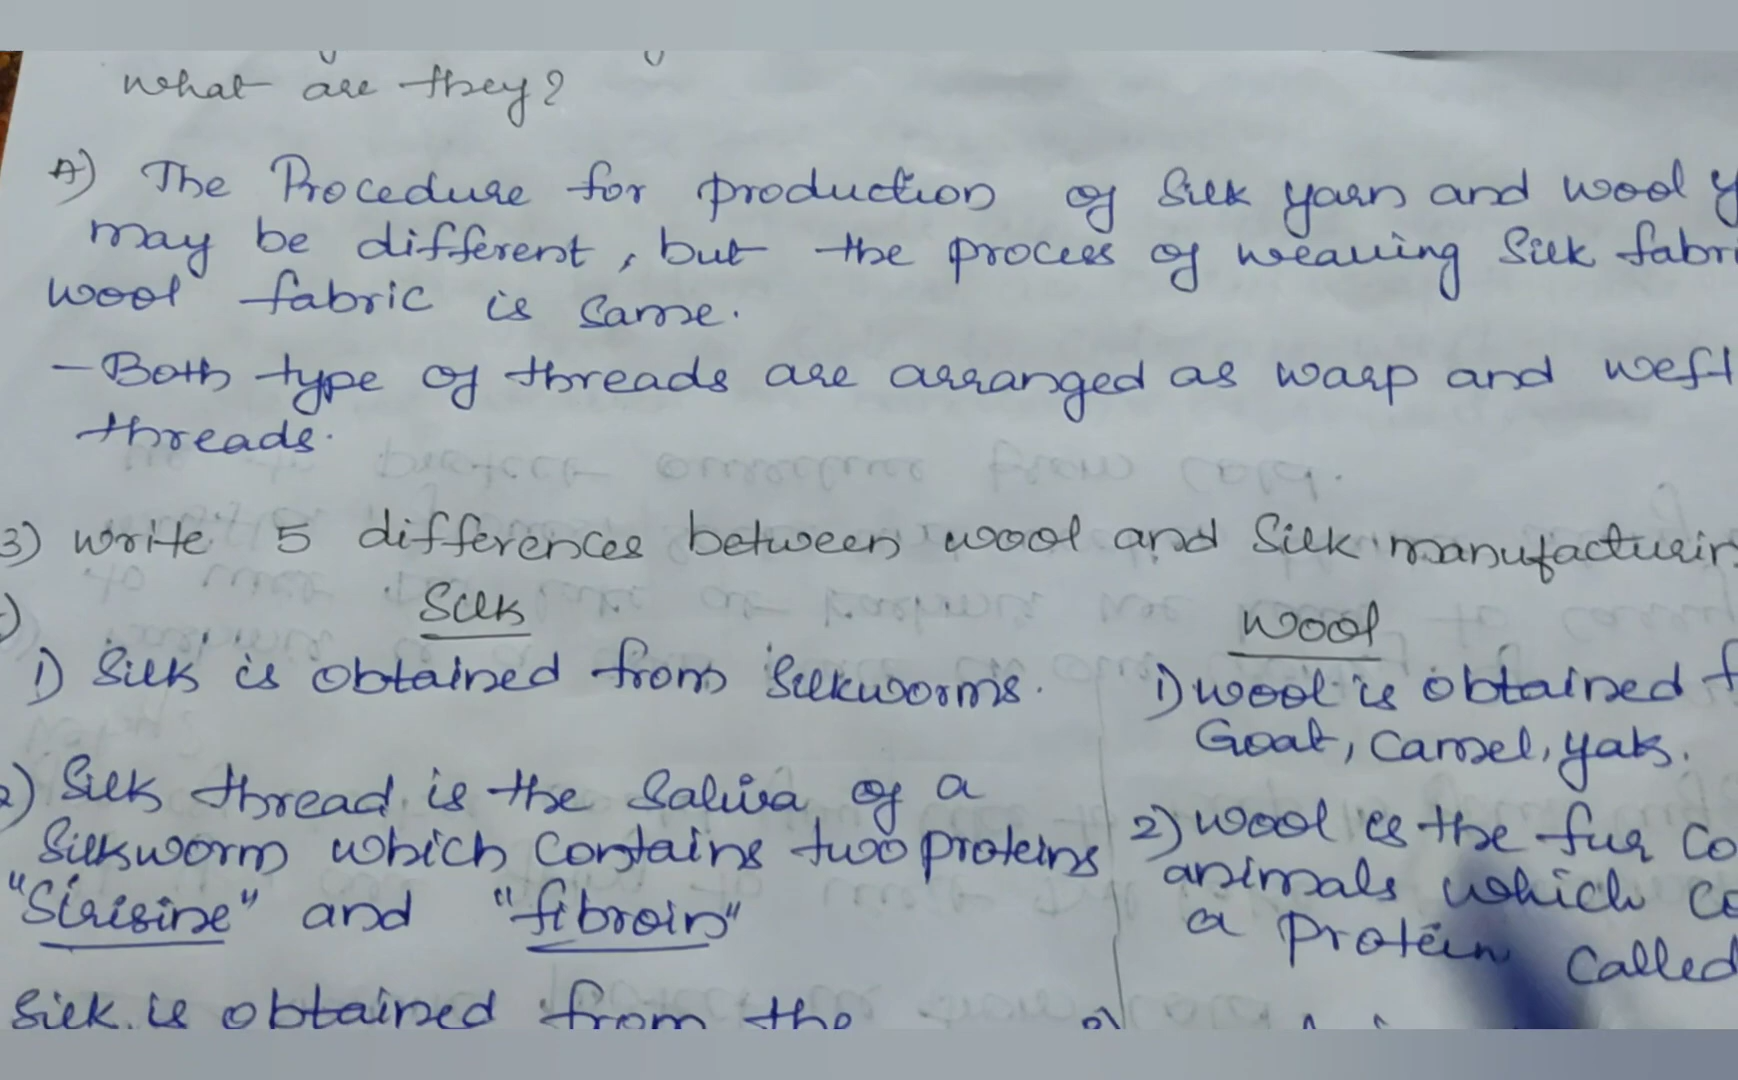 what are they?
A) The Procedure for production of Silk yarn and wool y
may be different, but the process of weaving Silk fabri
wool fabric is same.
- Both type of threads are arranged as warp and weft
threads.
3) write 5 differences between wool and Silk manufacturin
Silk
wool
1) Silk is obtained from Silkworms.
1) wool is obtained f
Goat, Camel, yak.
2) Silk thread is the Saliva of a
Silkworm which contains two proteins
"Sirisine" and "fibroin"
2) wool is the fur co
animals which co
a Protein called
Silk is obtained from the